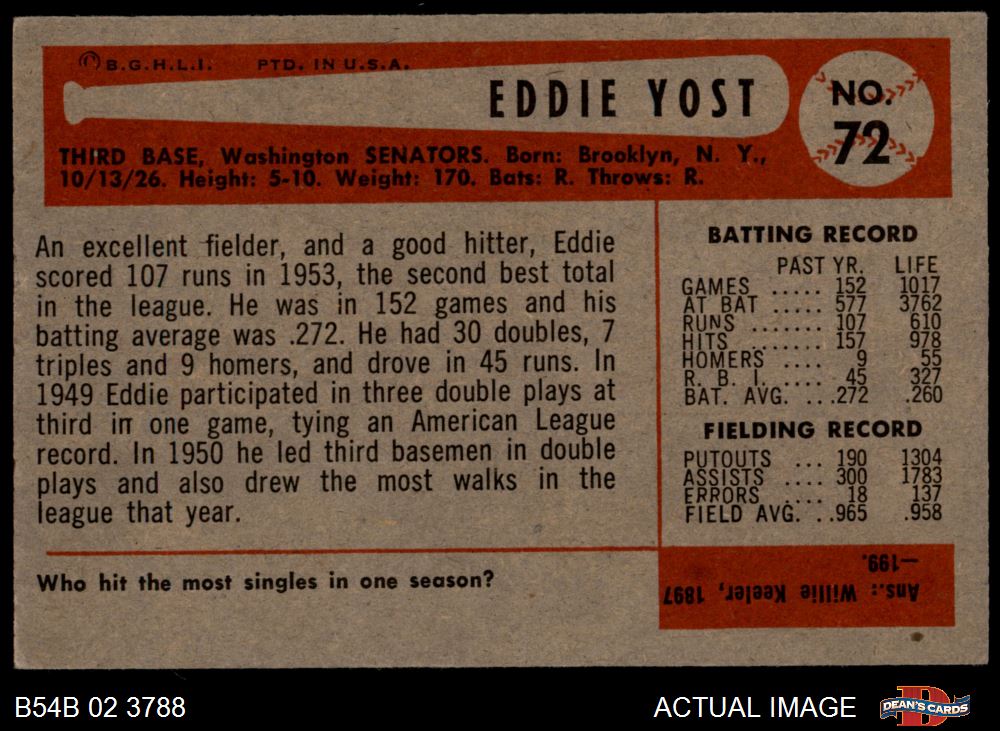 © B.G.H.L.I. PTD. IN U.S.A.
EDDIE YOST
NO.
72
THIRD BASE, Washington SENATORS. Born: Brooklyn, N. Y.,
10/13/26. Height: 5-10. Weight: 170. Bats: R. Throws: R.
An excellent fielder, and a good hitter, Eddie
scored 107 runs in 1953, the second best total
in the league. He was in 152 games and his
batting average was .272. He had 30 doubles, 7
triples and 9 homers, and drove in 45 runs. In
1949 Eddie participated in three double plays at
third in one game, tying an American League
record. In 1950 he led third basemen in double
plays and also drew the most walks in the
league that year.
BATTING RECORD
PAST YR. LIFE
GAMES ..... 152 1017
AT BAT ..... 577 3762
RUNS ....... 107 610
HITS ....... 157 978
HOMERS .... 9 55
R. B. I. .... 45 327
BAT. AVG. ...272 .260
FIELDING RECORD
PUTOUTS ... 190 1304
ASSISTS .... 300 1783
ERRORS .... 18 137
FIELD AVG. ..965 .958
Who hit the most singles in one season?
Ans.: Willie Keeler, 1897
—199.
B54B 02 3788
ACTUAL IMAGE
D
DEAN'S CARDS